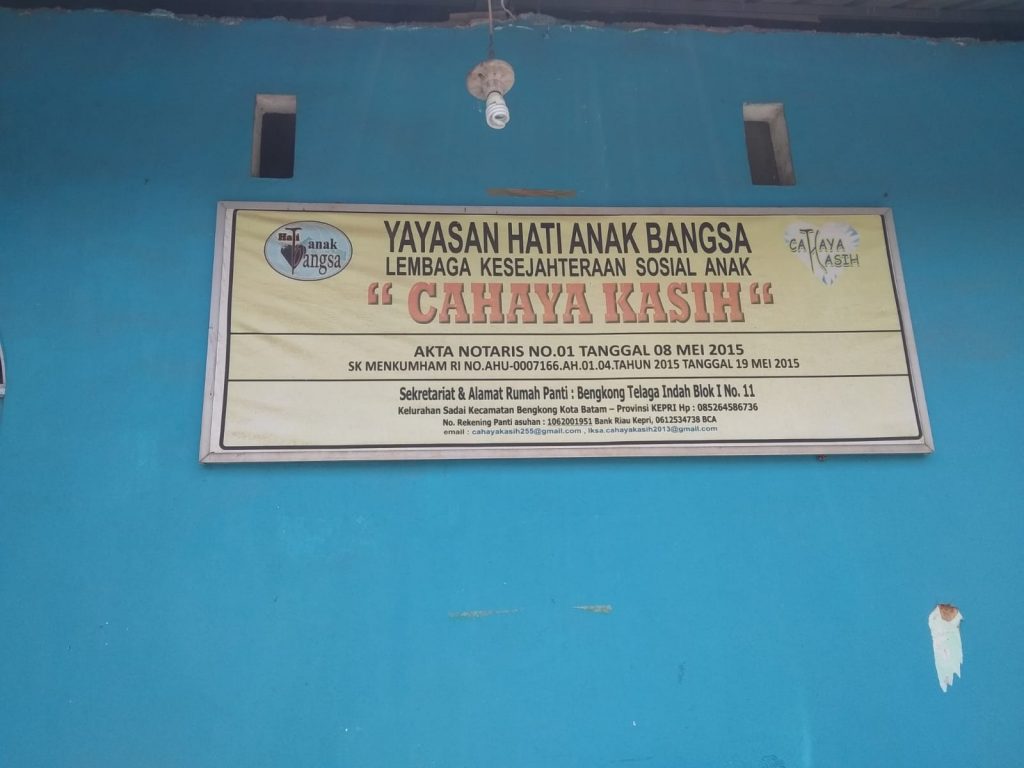 Hati anak Bangsa
YAYASAN HATI ANAK BANGSA
CAHAYA KASIH
LEMBAGA KESEJAHTERAAN SOSIAL ANAK
“ CAHAYA KASIH “
AKTA NOTARIS NO.01 TANGGAL 08 MEI 2015
SK MENKUMHAM RI NO.AHU-0007166.AH.01.04.TAHUN 2015 TANGGAL 19 MEI 2015
Sekretariat & Alamat Rumah Panti : Bengkong Telaga Indah Blok I No. 11
Kelurahan Sadai Kecamatan Bengkong Kota Batam – Provinsi KEPRI Hp : 085264586736
No. Rekening Panti asuhan : 1062001951 Bank Riau Kepri, 0612534738 BCA
email : cahayakasih255@gmail.com , lksa.cahayakasih2013@gmail.com